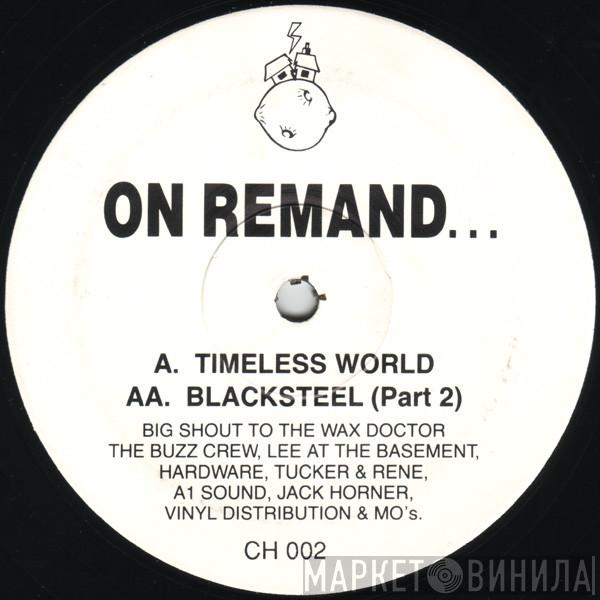 ON REMAND...
A. TIMELESS WORLD
AA. BLACKSTEEL (Part 2)
BIG SHOUT TO THE WAX DOCTOR
THE BUZZ CREW, LEE AT THE BASEMENT,
HARDWARE, TUCKER & RENE,
A1 SOUND, JACK HORNER,
VINYL DISTRIBUTION & MO's.
CH 002
МАРКЕТ ВИНИЛА